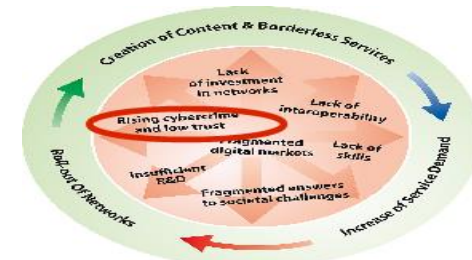 Creation of Content & Borderless Services
Lack
of investment
in networks
Lack of
interoperability
Rising cybercrime
and low trust
Fragmented
digital markets
Lack of
skills
Insufficient
R&D
Fragmented answers
to societal challenges
Roll-out Of Networks
Increase of Service Demand